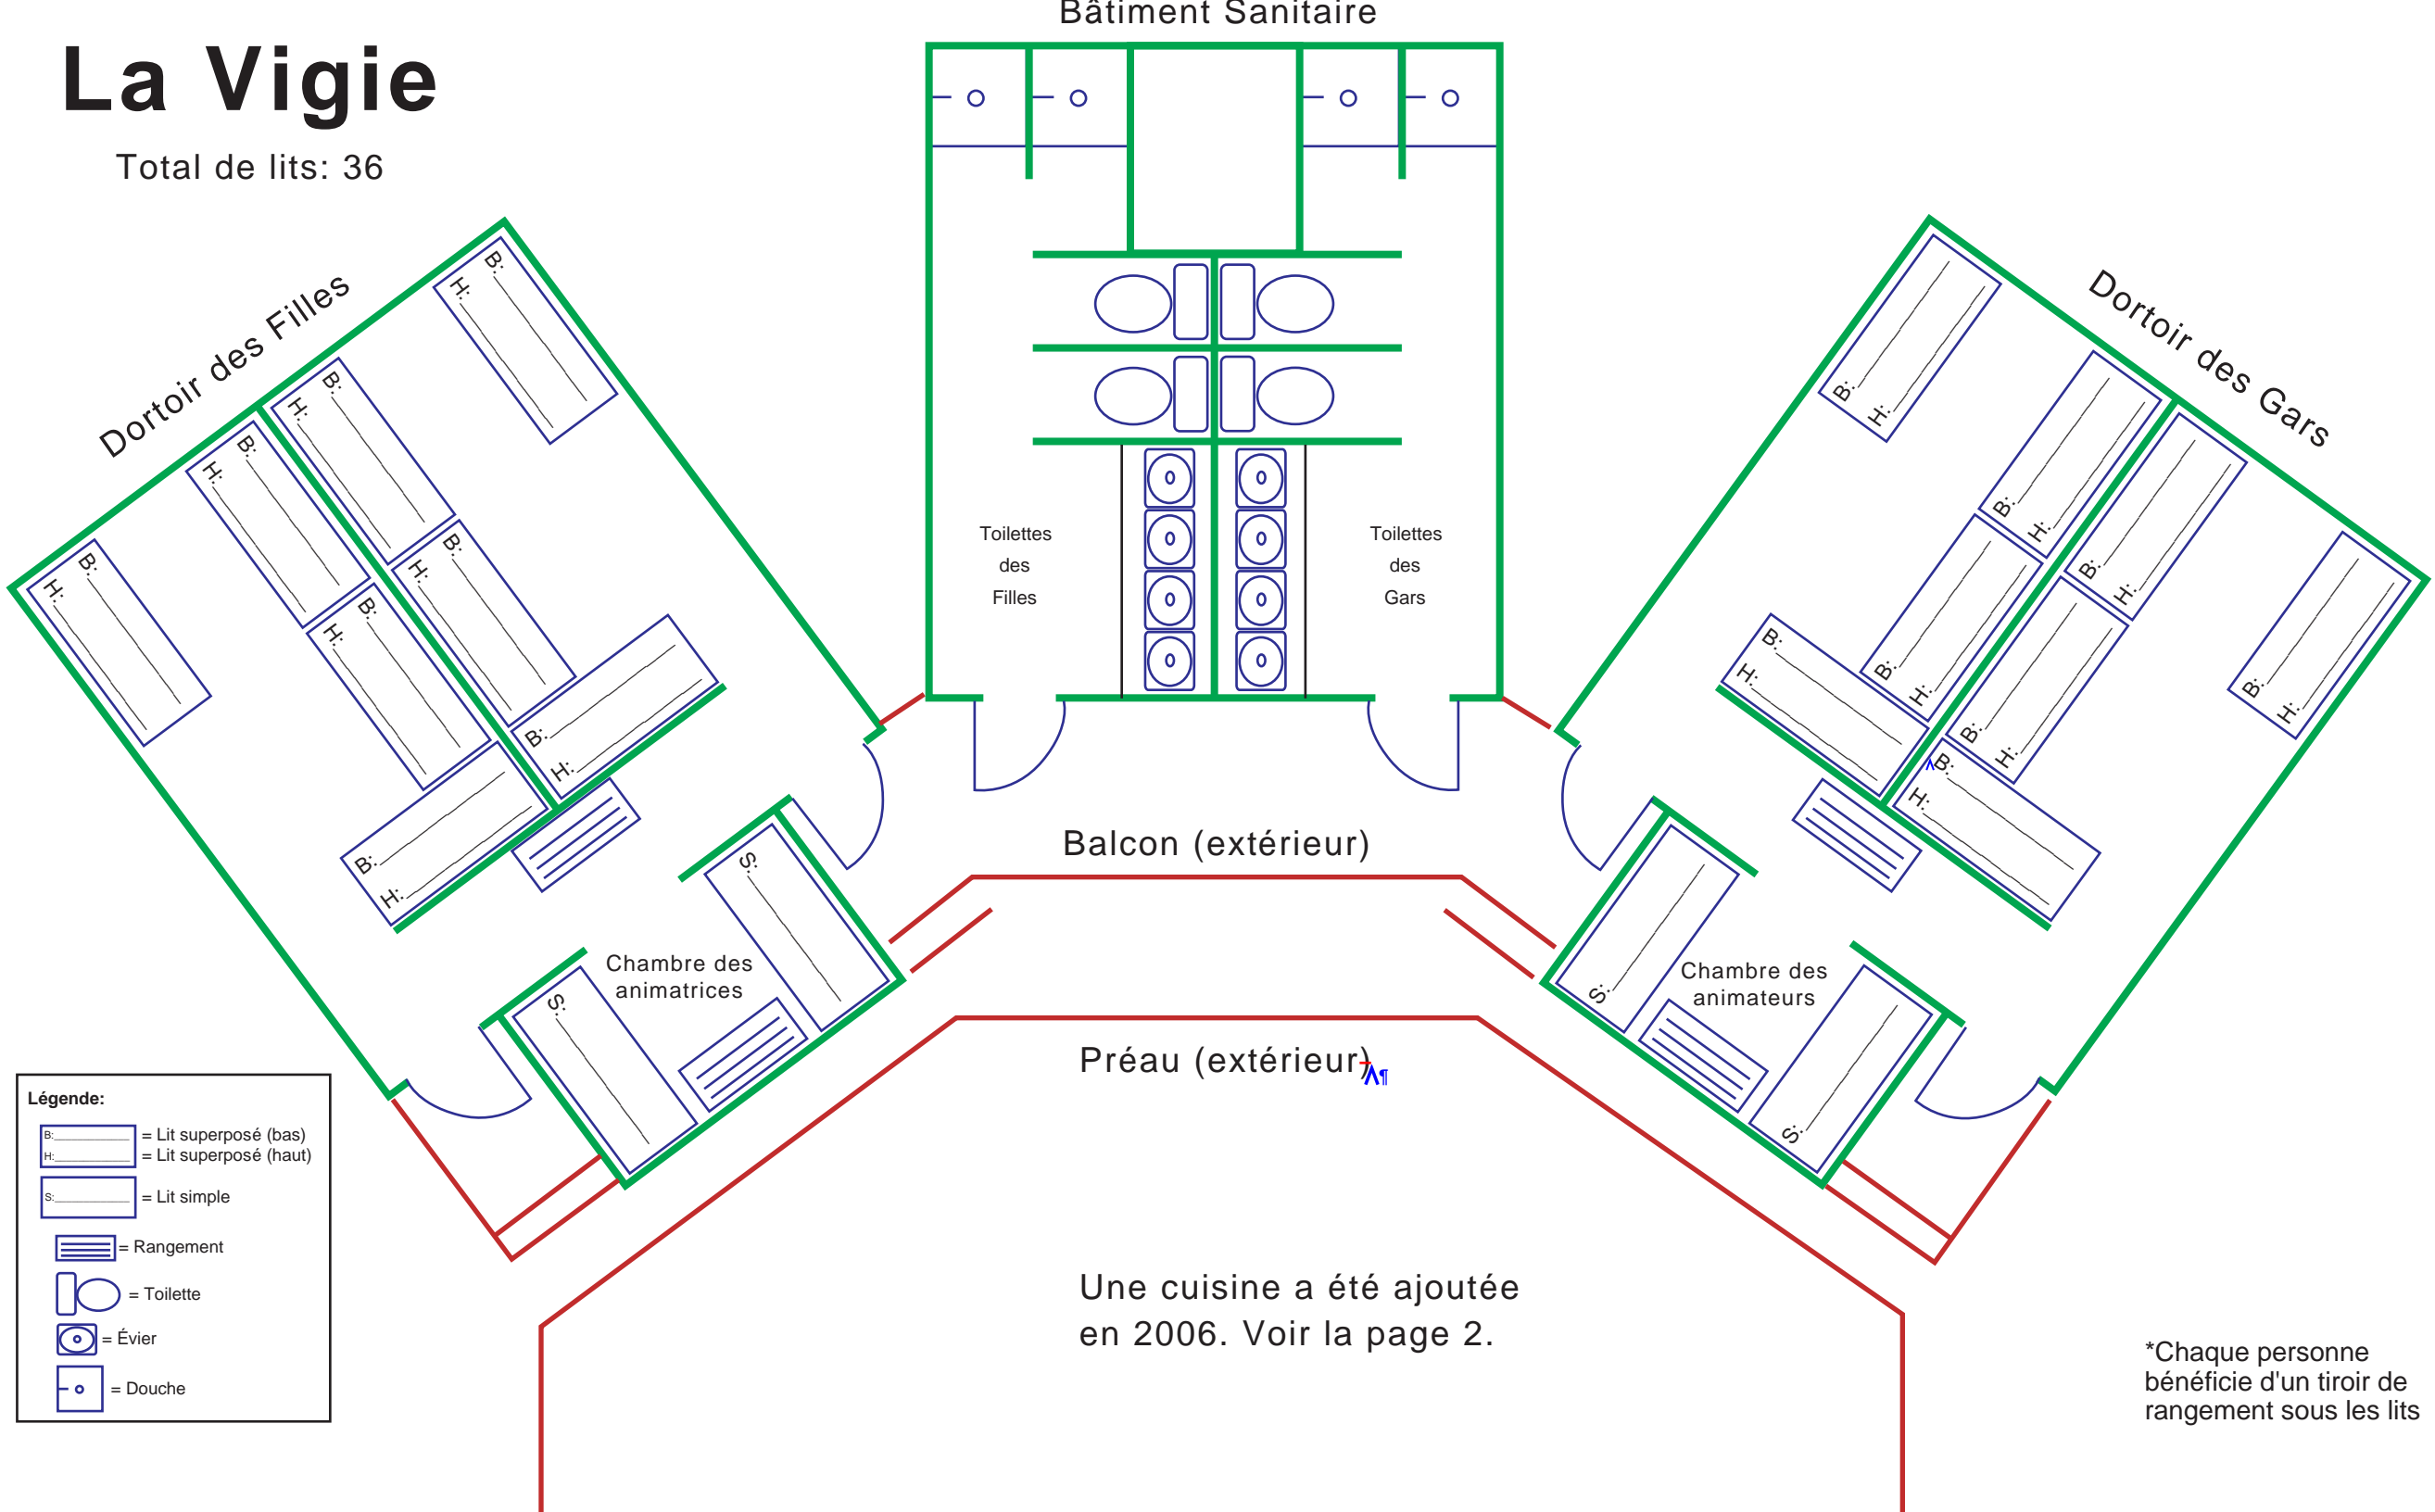 Bâtiment Sanitaire
La Vigie
Total de lits: 36
Dortoir des Filles
Dortoir des Gars
H: B:
H: B:
H: B:
H: B:
H: B:
H: B:
B:
H:
B:
H:
B: H:
B: H:
B: H:
B: H:
B: H:
B: H:
B:
H:
B:
H:
Toilettes
des
Filles
Toilettes
des
Gars
Balcon (extérieur)
S:
S:
Chambre des
animatrices
S:
S:
Chambre des
animateurs
Préau (extérieur)
Légende:
B:____________ = Lit superposé (bas)
H:____________ = Lit superposé (haut)
S:____________ = Lit simple
= Rangement
= Toilette
= Évier
= Douche
Une cuisine a été ajoutée
en 2006. Voir la page 2.
*Chaque personne
bénéficie d'un tiroir de
rangement sous les lits